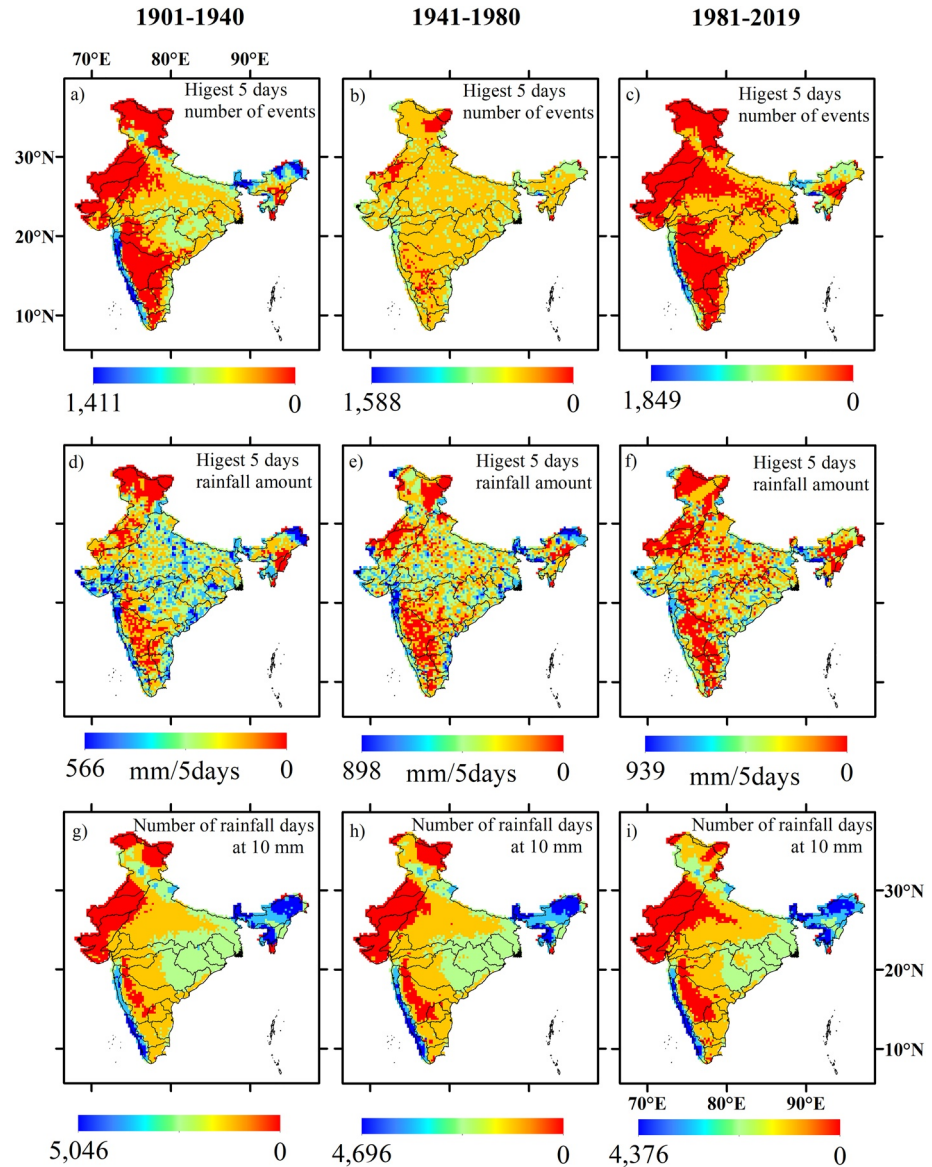 1901-1940 1941-1980 1981-2019
70°E 80°E 90°E
a) Higest 5 days
number of events
b) Higest 5 days
number of events
c) Higest 5 days
number of events
30°N
20°N
10°N
1,411 0
1,588 0
1,849 0
d) Higest 5 days
rainfall amount
e) Higest 5 days
rainfall amount
f) Higest 5 days
rainfall amount
566 mm/5days 0
898 mm/5days 0
939 mm/5days 0
g) Number of rainfall days
at 10 mm
h) Number of rainfall days
at 10 mm
i) Number of rainfall days
at 10 mm
30°N
20°N
10°N
70°E 80°E 90°E
5,046 0
4,696 0
4,376 0